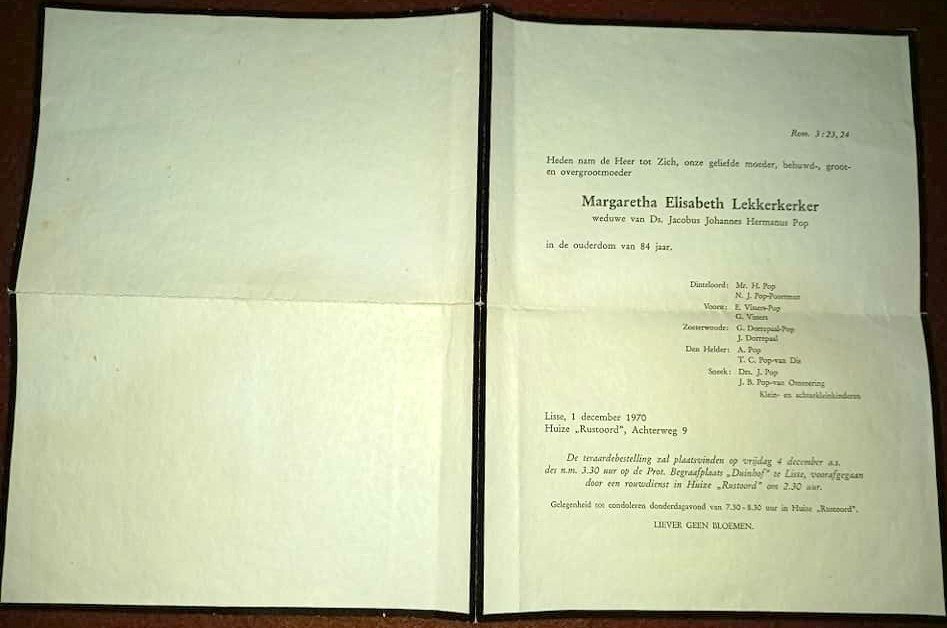 Rom. 3:23,24
Heden nam de Heer tot Zich, onze geliefde moeder, behuwd-, groot-
en overgrootmoeder
Margaretha Elisabeth Lekkerkerker
weduwe van Ds. Jacobus Johannes Hermanus Pop
in de ouderdom van 84 jaar.
Dinteloord: Mr. H. Pop
N. J. Pop-Poortman
Voorst: E. Vissers-Pop
G. Vissers
Zoeterwoude: G. Dorrepaal-Pop
J. Dorrepaal
Den Helder: A. Pop
T. C. Pop-van Dis
Sneek: Drs. J. Pop
J. B. Pop-van Ommering
Klein- en achterkleinkinderen
Lisse, 1 december 1970
Huize „Rustoord", Achterweg 9
De teraardebestelling zal plaatsvinden op vrijdag 4 december a.s.
des n.m. 3.30 uur op de Prot. Begraafplaats „Duinhof" te Lisse, voorafgegaan
door een rouwdienst in Huize „Rustoord" om 2.30 uur.
Gelegenheid tot condoleren donderdagavond van 7.30-8.30 uur in Huize „Rustoord".
LIEVER GEEN BLOEMEN.